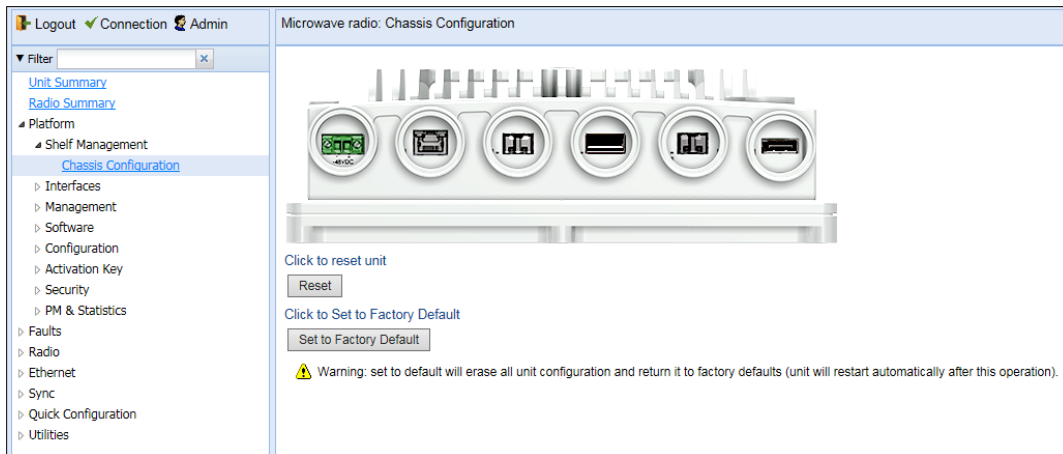 Logout Connection Admin
Filter
Unit Summary
Radio Summary
Platform
Shelf Management
Chassis Configuration
Interfaces
Management
Software
Configuration
Activation Key
Security
PM & Statistics
Faults
Radio
Ethernet
Sync
Quick Configuration
Utilities
Microwave radio: Chassis Configuration
-48VDC
Click to reset unit
Reset
Click to Set to Factory Default
Set to Factory Default
Warning: set to default will erase all unit configuration and return it to factory defaults (unit will restart automatically after this operation).